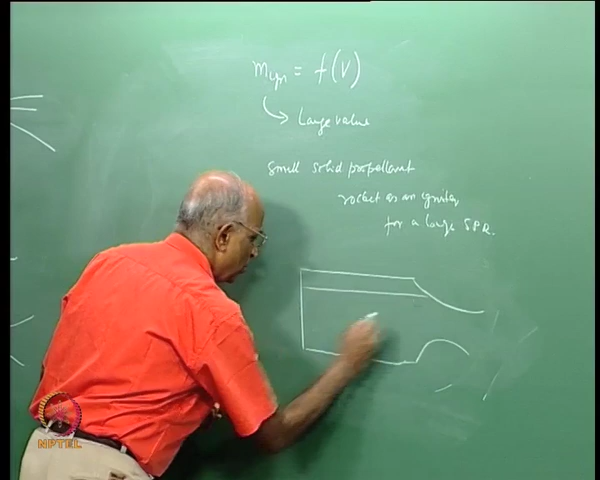 m_ign = f(V)
Large value
small solid propellant
rocket as an igniter
for a large SPR.
NPTEL